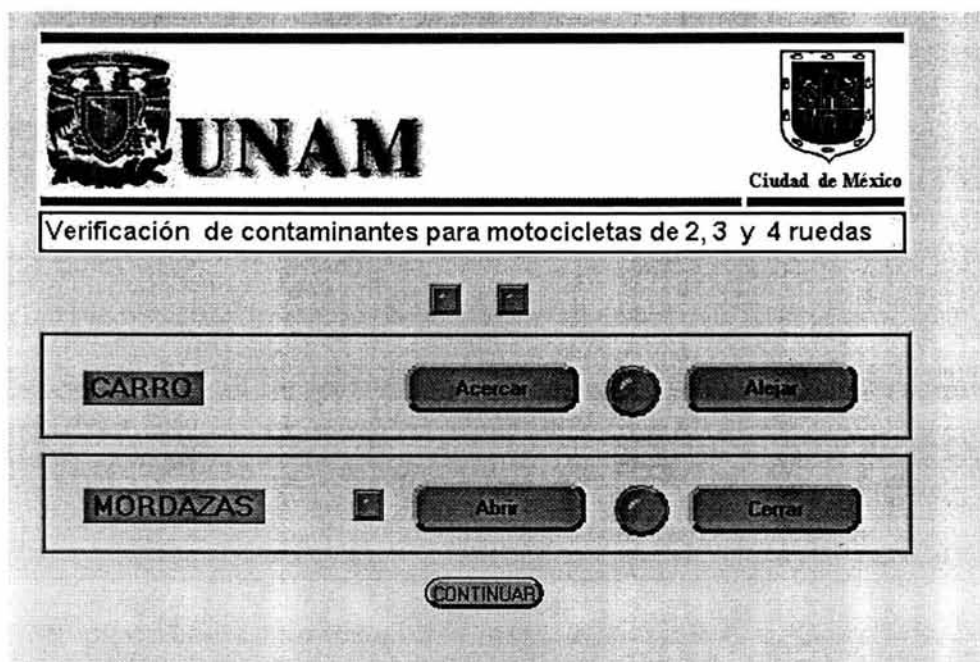 UNAM
Ciudad de México
Verificación de contaminantes para motocicletas de 2, 3 y 4 ruedas
CARRO
Acercar
Alejar
MORDAZAS
Abrir
Cerrar
CONTINUAR